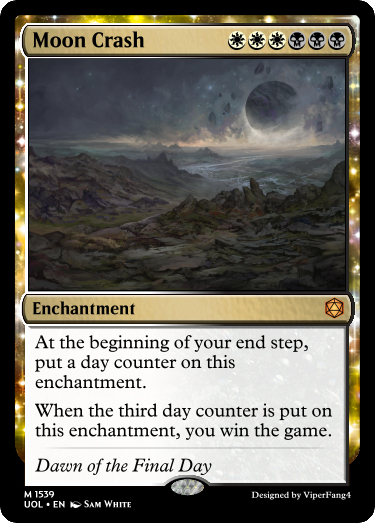 Moon Crash
Enchantment
At the beginning of your end step,
put a day counter on this
enchantment.
When the third day counter is put on
this enchantment, you win the game.
Dawn of the Final Day
M 1539
UOL • EN Sam White
Designed by ViperFang4